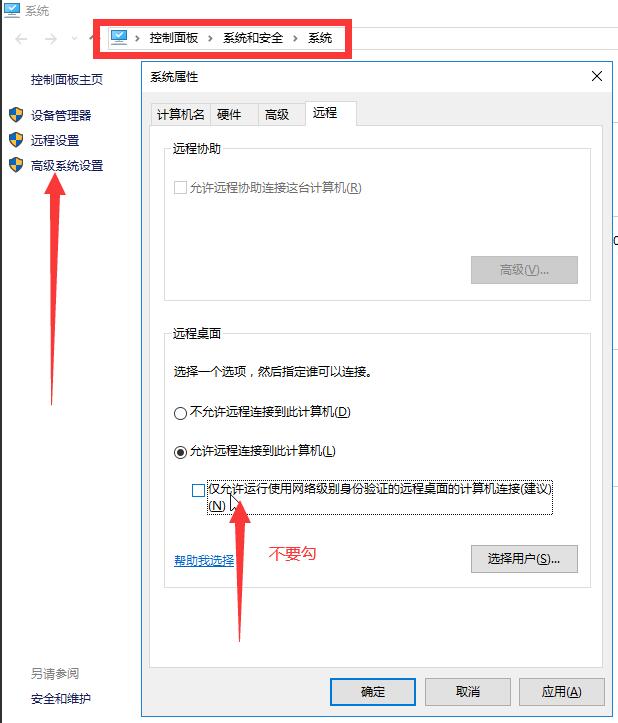 系统
控制面板 › 系统和安全 › 系统
控制面板主页
设备管理器
远程设置
高级系统设置
系统属性
计算机名 硬件 高级 远程
远程协助
允许远程协助连接这台计算机(R)
高级(V)...
远程桌面
选择一个选项，然后指定谁可以连接。
不允许远程连接到此计算机(D)
允许远程连接到此计算机(L)
仅允许运行使用网络级别身份验证的远程桌面的计算机连接(建议)
(N)
帮助我选择
不要勾
选择用户(S)...
另请参阅
安全和维护
确定 取消 应用(A)